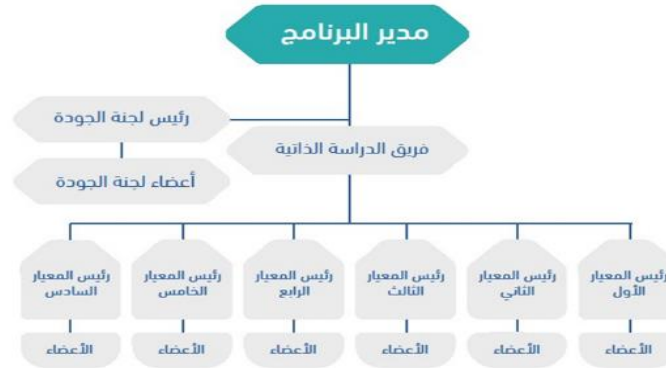 مدير البرنامج
رئيس لجنة الجودة
فريق الدراسة الذاتية
أعضاء لجنة الجودة
رئيس المعيار
الأول
رئيس المعيار
الثاني
رئيس المعيار
الثالث
رئيس المعيار
الرابع
رئيس المعيار
الخامس
رئيس المعيار
السادس
الأعضاء
الأعضاء
الأعضاء
الأعضاء
الأعضاء
الأعضاء